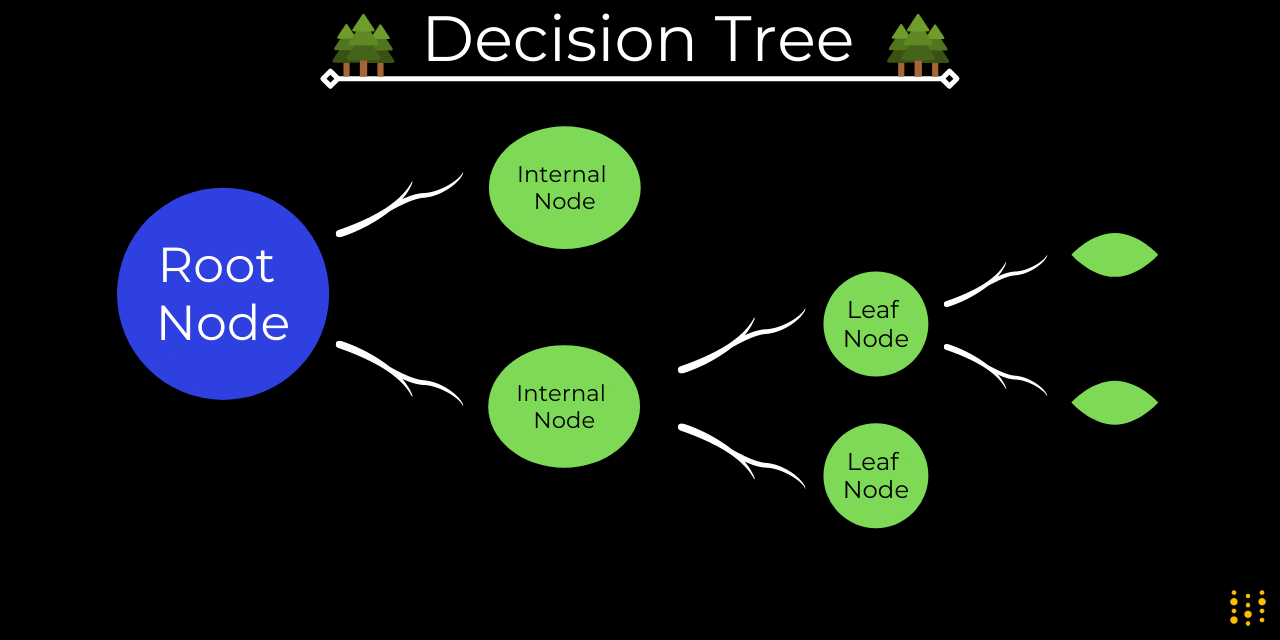 Decision Tree
Root
Node
Internal
Node
Internal
Node
Leaf
Node
Leaf
Node